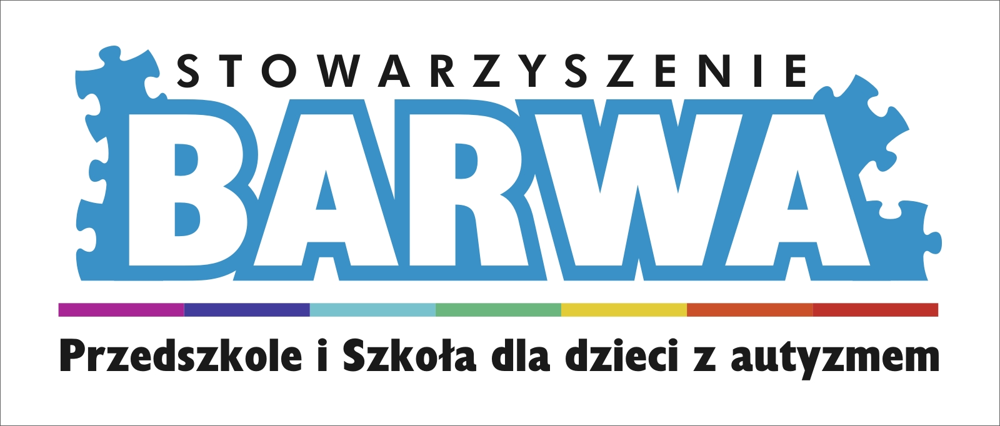 STOWARZYSZENIE
BARWA
Przedszkole i Szkoła dla dzieci z autyzmem